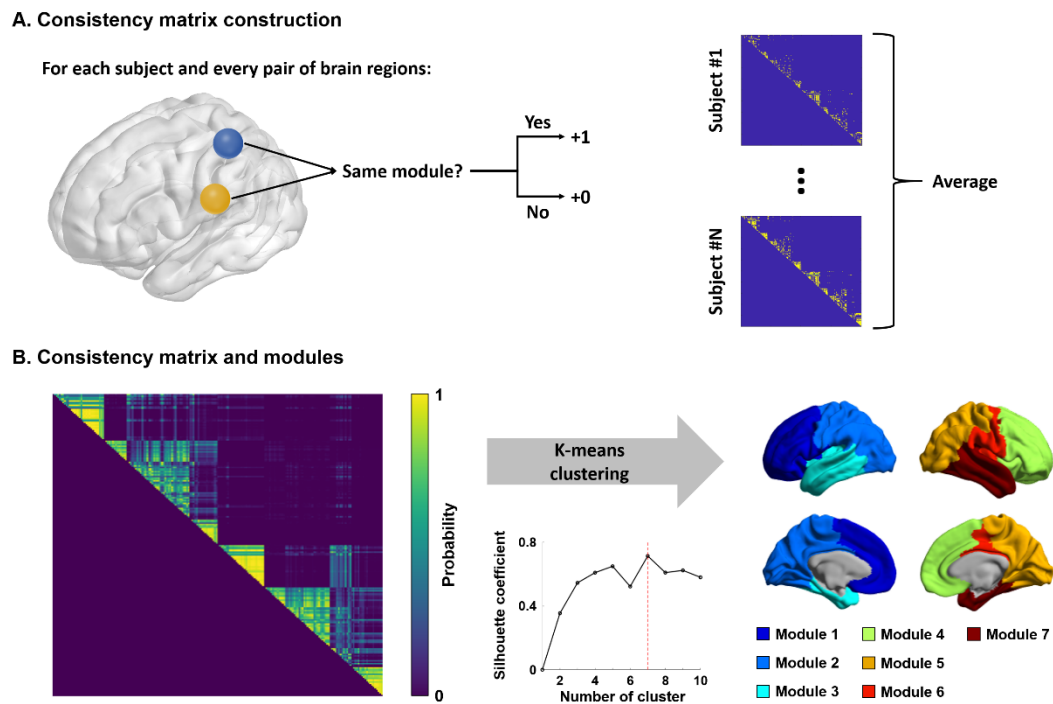 A. Consistency matrix construction
For each subject and every pair of brain regions:
Same module?
Yes
+1
No
+0
Subject #1
Subject #N
Average
B. Consistency matrix and modules
1
Probability
0
K-means
clustering
Silhouette coefficient
0.8
0.4
0
2 4 6 8 10
Number of cluster
Module 1
Module 4
Module 7
Module 2
Module 5
Module 3
Module 6